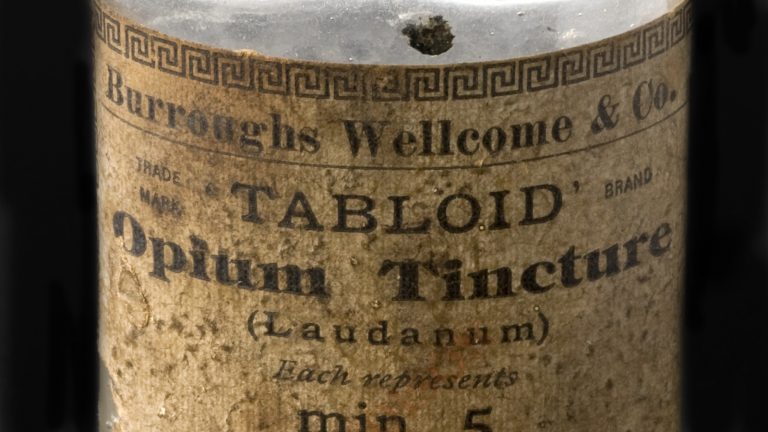 Burroughs Wellcome & Co.
TRADE MARK 'TABLOID' BRAND
Opium Tincture
(Laudanum)
Each represents
min. 5